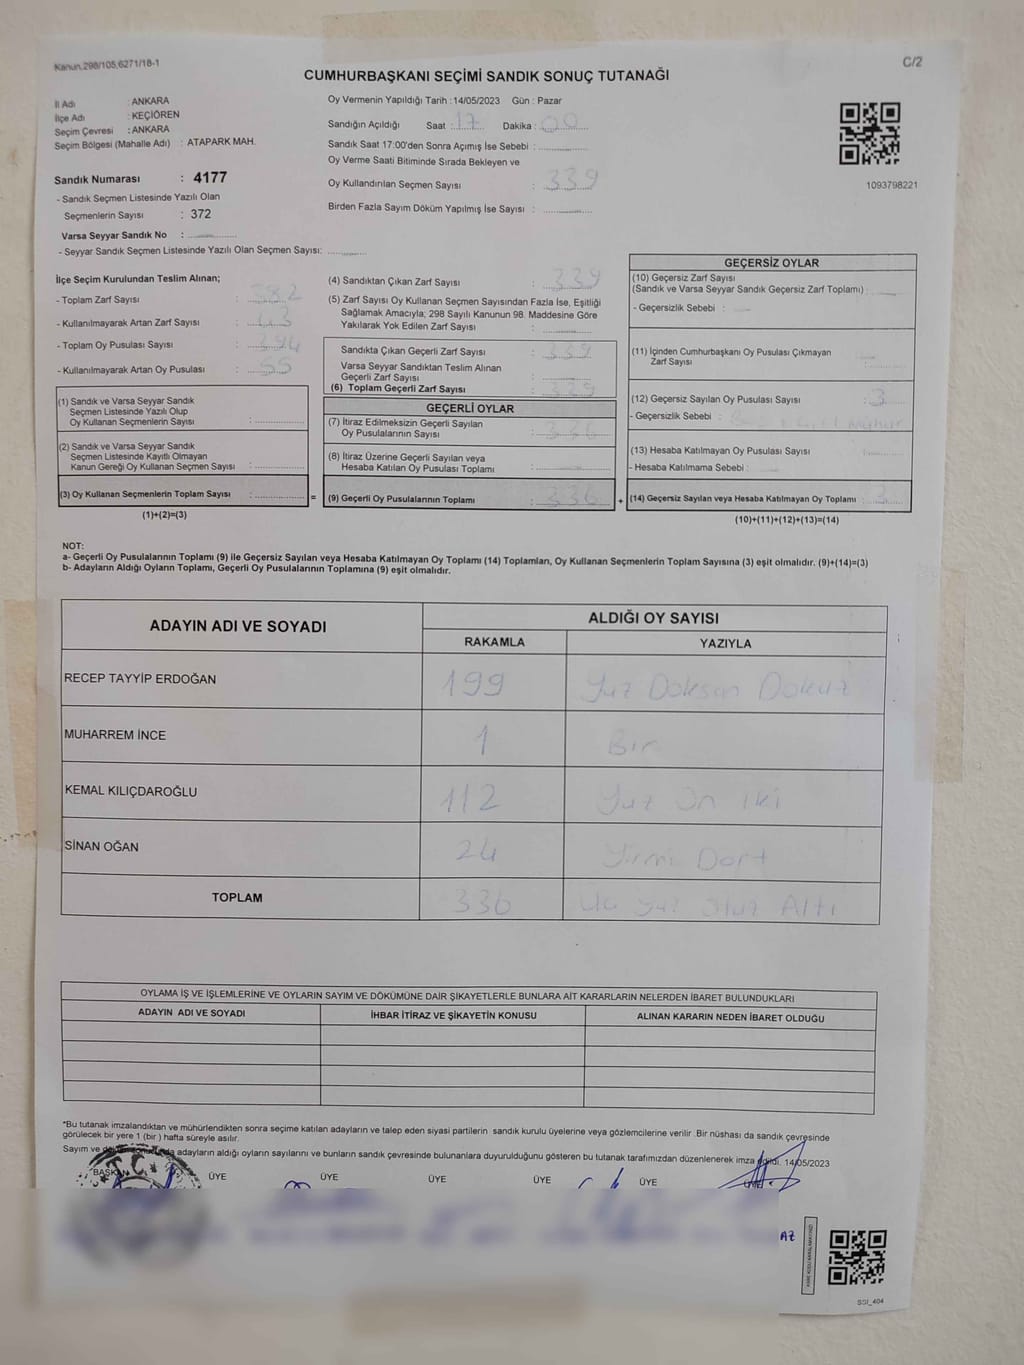 Kanun.298/105,6271/18-1
C/2
CUMHURBAŞKANI SEÇİMİ SANDIK SONUÇ TUTANAĞI
İl Adı : ANKARA
İlçe Adı : KEÇİÖREN
Seçim Çevresi : ANKARA
Seçim Bölgesi (Mahalle Adı) : ATAPARK MAH.
Sandık Numarası : 4177
- Sandık Seçmen Listesinde Yazılı Olan
Seçmenlerin Sayısı : 372
Varsa Seyyar Sandık No :
- Seyyar Sandık Seçmen Listesinde Yazılı Olan Seçmen Sayısı:
Oy Vermenin Yapıldığı Tarih : 14/05/2023 Gün : Pazar
Sandığın Açıldığı Saat : 17 Dakika : 00
Sandık Saat 17:00'den Sonra Açımış İse Sebebi :
Oy Verme Saati Bitiminde Sırada Bekleyen ve
Oy Kullandırılan Seçmen Sayısı : 339
Birden Fazla Sayım Döküm Yapılmış İse Sayısı :
1093798221
İlçe Seçim Kurulundan Teslim Alınan;
- Toplam Zarf Sayısı : 382
- Kullanılmayarak Artan Zarf Sayısı : 43
- Toplam Oy Pusulası Sayısı : 394
- Kullanılmayarak Artan Oy Pusulası : 55
(1) Sandık ve Varsa Seyyar Sandık
Seçmen Listesinde Yazılı Olup
Oy Kullanan Seçmenlerin Sayısı :
(2) Sandık ve Varsa Seyyar Sandık
Seçmen Listesinde Kayıtlı Olmayan
Kanun Gereği Oy Kullanan Seçmen Sayısı :
(3) Oy Kullanan Seçmenlerin Toplam Sayısı :
(1)+(2)=(3)
(4) Sandıktan Çıkan Zarf Sayısı : 339
(5) Zarf Sayısı Oy Kullanan Seçmen Sayısından Fazla İse, Eşitliği
Sağlamak Amacıyla; 298 Sayılı Kanunun 98. Maddesine Göre
Yakılarak Yok Edilen Zarf Sayısı :
Sandıkta Çıkan Geçerli Zarf Sayısı : 339
Varsa Seyyar Sandıktan Teslim Alınan
Geçerli Zarf Sayısı :
(6) Toplam Geçerli Zarf Sayısı : 339
GEÇERLİ OYLAR
(7) İtiraz Edilmeksizin Geçerli Sayılan
Oy Pusulalarının Sayısı : 336
(8) İtiraz Üzerine Geçerli Sayılan veya
Hesaba Katılan Oy Pusulası Toplamı :
= (9) Geçerli Oy Pusulalarının Toplamı : 336 +
GEÇERSİZ OYLAR
(10) Geçersiz Zarf Sayısı
(Sandık ve Varsa Seyyar Sandık Geçersiz Zarf Toplamı) :
- Geçersizlik Sebebi :
(11) İçinden Cumhurbaşkanı Oy Pusulası Çıkmayan
Zarf Sayısı :
(12) Geçersiz Sayılan Oy Pusulası Sayısı : 3
- Geçersizlik Sebebi :
(13) Hesaba Katılmayan Oy Pusulası Sayısı :
- Hesaba Katılmama Sebebi :
(14) Geçersiz Sayılan veya Hesaba Katılmayan Oy Toplamı : 3
(10)+(11)+(12)+(13)=(14)
NOT:
a- Geçerli Oy Pusulalarının Toplamı (9) ile Geçersiz Sayılan veya Hesaba Katılmayan Oy Toplamı (14) Toplamları, Oy Kullanan Seçmenlerin Toplam Sayısına (3) eşit olmalıdır. (9)+(14)=(3)
b- Adayların Aldığı Oyların Toplamı, Geçerli Oy Pusulalarının Toplamına (9) eşit olmalıdır.
ADAYIN ADI VE SOYADI
ALDIĞI OY SAYISI
RAKAMLA YAZIYLA
RECEP TAYYİP ERDOĞAN 199 Yüz Doksan Dokuz
MUHARREM İNCE 1 Bir
KEMAL KILIÇDAROĞLU 112 Yuz On İki
SİNAN OĞAN 24 Yirmi Dört
TOPLAM 336 Üç yüz Otuz Altı
OYLAMA İŞ VE İŞLEMLERİNE VE OYLARIN SAYIM VE DÖKÜMÜNE DAİR ŞİKAYETLERLE BUNLARA AİT KARARLARIN NELERDEN İBARET BULUNDUKLARI
ADAYIN ADI VE SOYADI İHBAR İTİRAZ VE ŞİKAYETİN KONUSU ALINAN KARARIN NEDEN İBARET OLDUĞU
*Bu tutanak imzalandıktan ve mühürlendikten sonra seçime katılan adayların ve talep eden siyasi partilerin sandık kurulu üyelerine veya gözlemcilerine verilir .Bir nüshası da sandık çevresinde
görülecek bir yere 1 (bir ) hafta süreyle asılır.
Sayım ve döküm sonucunda adayların aldığı oyların sayılarını ve bunların sandık çevresinde bulunanlara duyurulduğunu gösteren bu tutanak tarafımızdan düzenlenerek imza edildi. 14/05/2023
BAŞKAN ÜYE ÜYE ÜYE ÜYE ÜYE ÜYE
AZ
SSİ_404